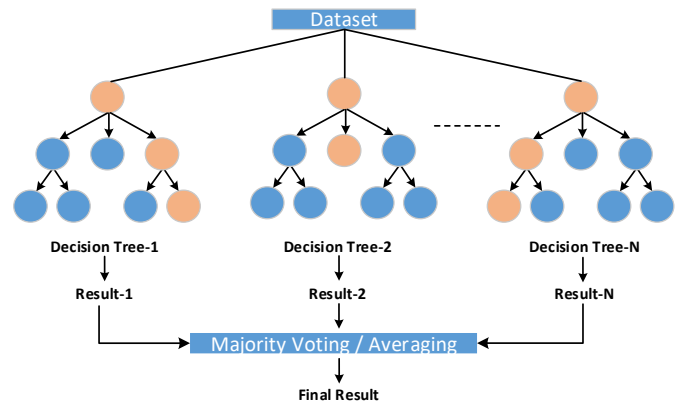 Dataset
Decision Tree-1
Decision Tree-2
Decision Tree-N
Result-1
Result-2
Result-N
Majority Voting / Averaging
Final Result